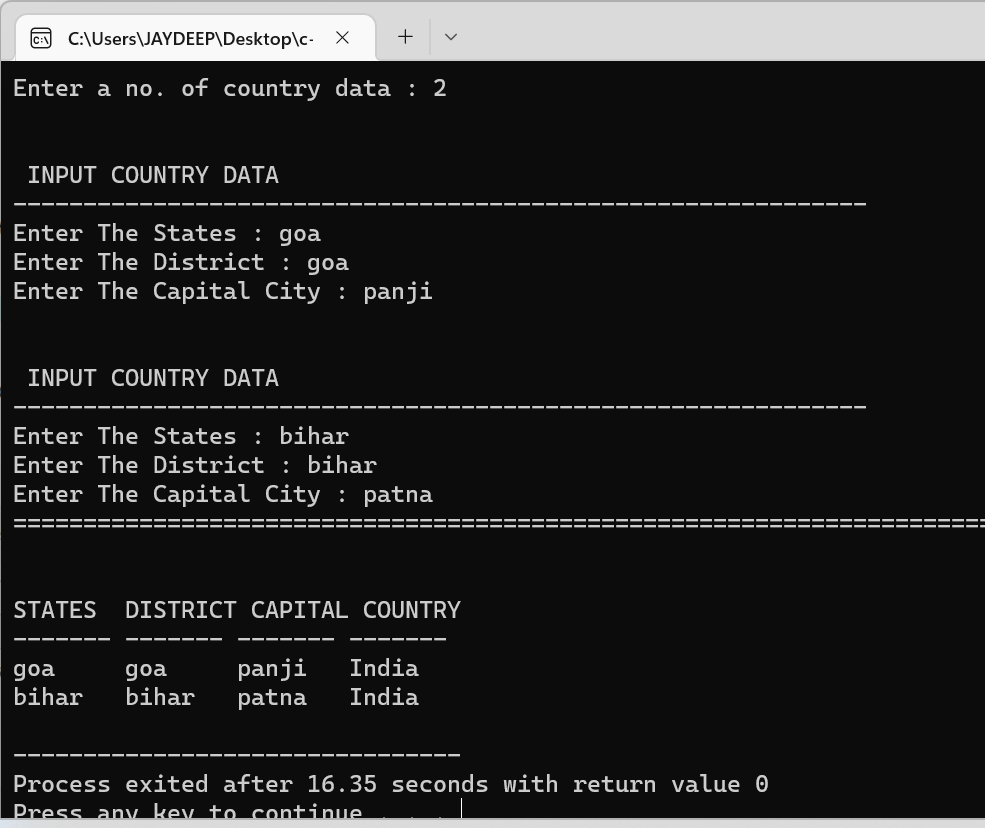 C:\Users\JAYDEEP\Desktop\c-
Enter a no. of country data : 2
INPUT COUNTRY DATA
-------------------------------------------------------------
Enter The States : goa
Enter The District : goa
Enter The Capital City : panji
INPUT COUNTRY DATA
-------------------------------------------------------------
Enter The States : bihar
Enter The District : bihar
Enter The Capital City : patna
======================================================================
STATES  DISTRICT CAPITAL COUNTRY
------- ------- ------- -------
goa     goa     panji   India
bihar   bihar   patna   India
--------------------------------
Process exited after 16.35 seconds with return value 0
Press any key to continue . . .